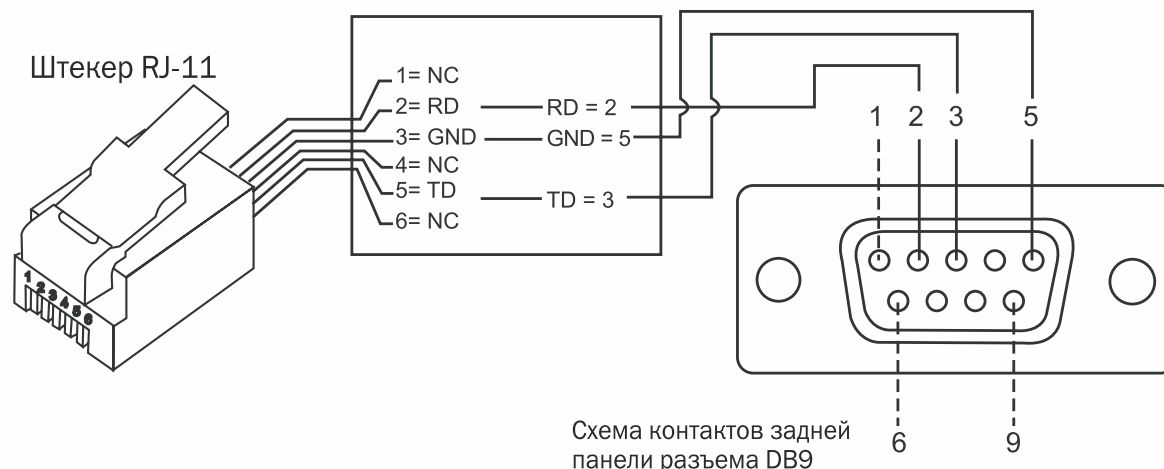 Штекер RJ-11
1= NC
2= RD
3= GND
4= NC
5= TD
6= NC
RD = 2
GND = 5
TD = 3
1 2 3 5
1 2 3 4 5 6
6 9
Схема контактов задней
панели разъема DB9